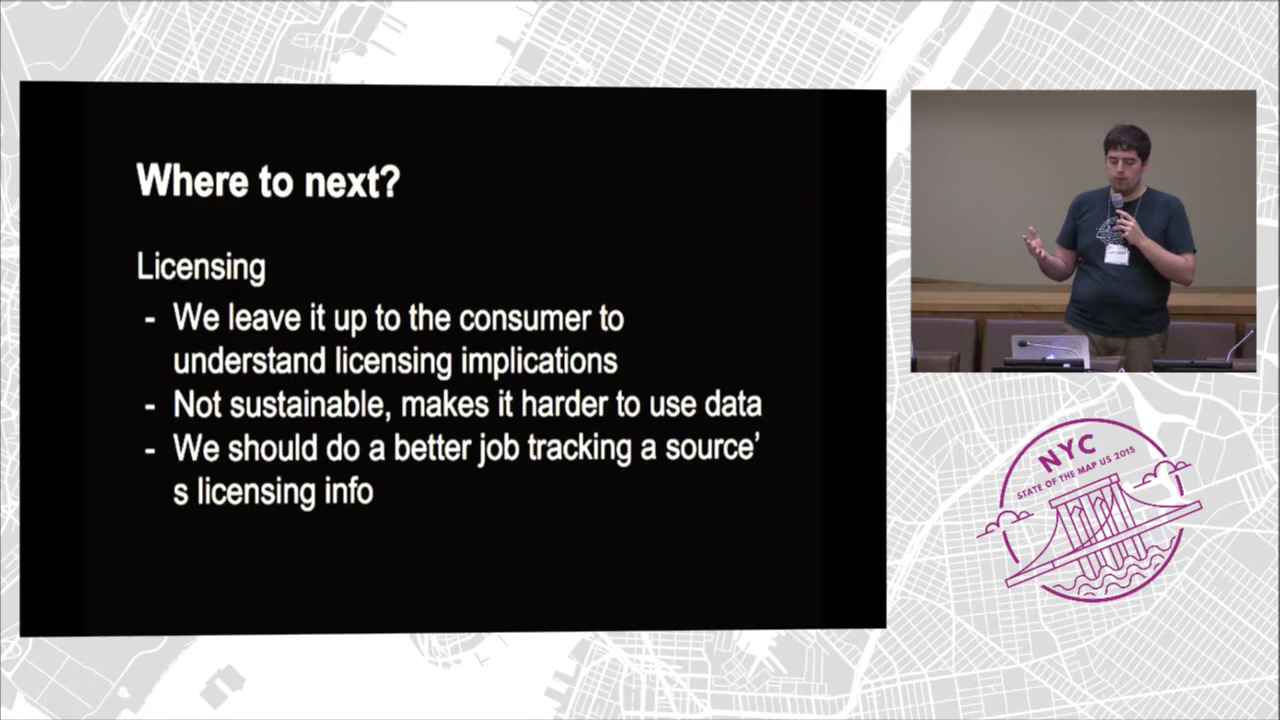 Where to next?
Licensing
- We leave it up to the consumer to
understand licensing implications
- Not sustainable, makes it harder to use data
- We should do a better job tracking a source'
s licensing info
NYC
STATE OF THE MAP US 2015